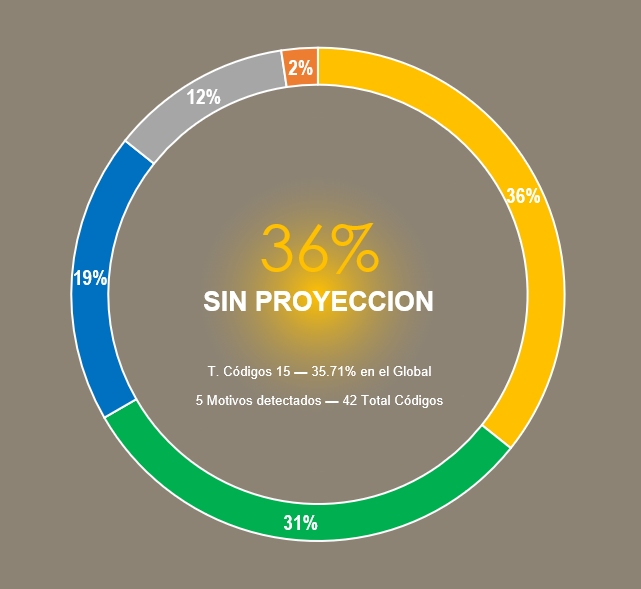 2%
12%
36%
19%
36%
SIN PROYECCION
T. Códigos 15 — 35.71% en el Global
5 Motivos detectados — 42 Total Códigos
31%